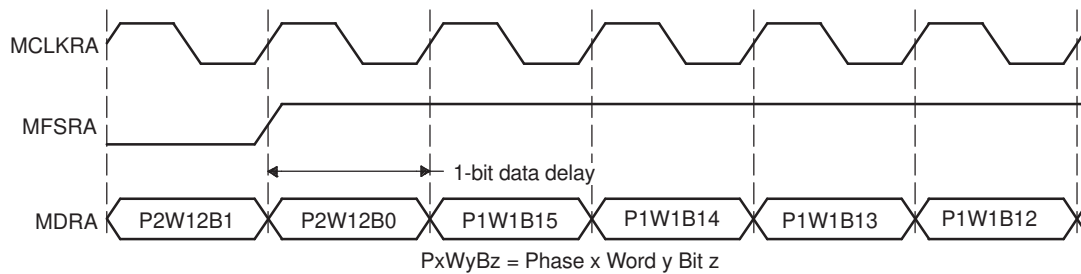 MCLKRA
MFSRA
1-bit data delay
MDRA P2W12B1 P2W12B0 P1W1B15 P1W1B14 P1W1B13 P1W1B12
PxWyBz = Phase x Word y Bit z